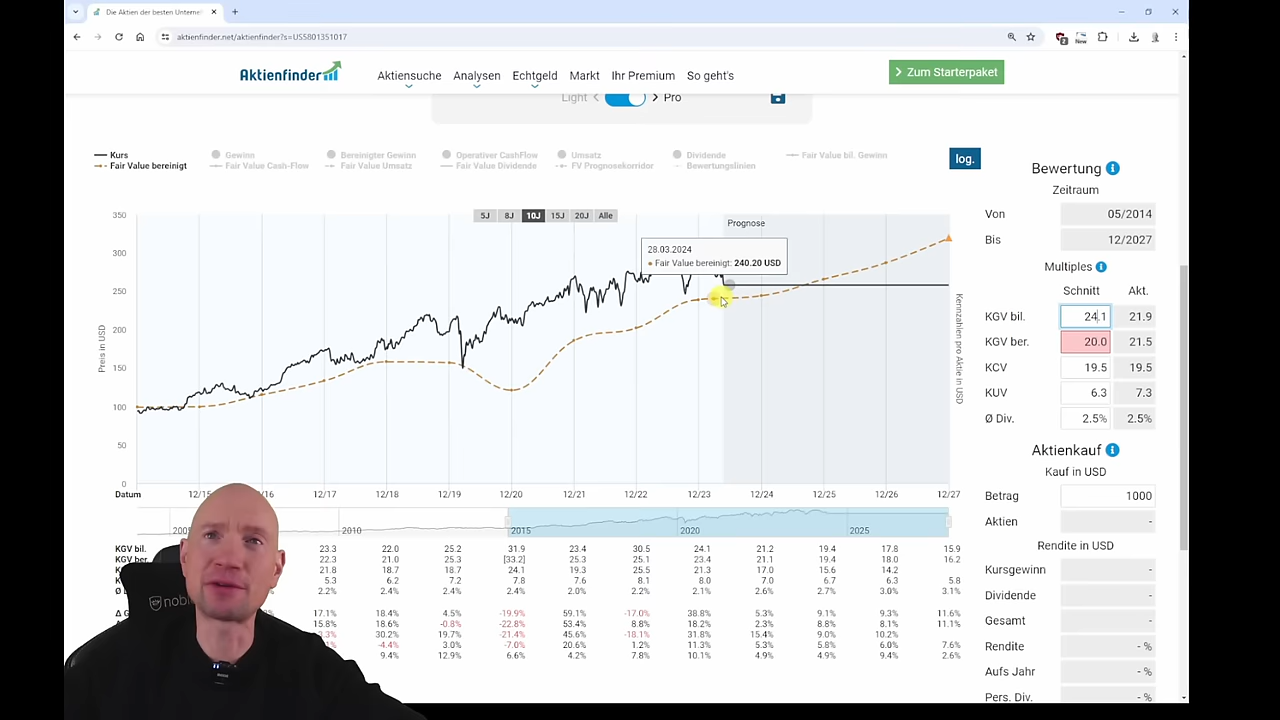 Die Aktien der besten Unterneh
aktienfinder.net/aktienfinder?s=US5801351017
Aktienfinder
Aktiensuche Analysen Echtgeld Markt Ihr Premium So geht's
Zum Starterpaket
Light Pro
Kurs Gewinn Bereinigter Gewinn Operativer CashFlow Umsatz Dividende Fair Value bil. Gewinn
Fair Value bereinigt Fair Value Cash-Flow Fair Value Umsatz Fair Value Dividende FV Prognosekorridor Bewertungslinien
log.
5J 8J 10J 15J 20J Alle
Prognose
28.03.2024
Fair Value bereinigt: 240.20 USD
350
300
250
200
150
100
50
0
Preis in USD
Kennzahlen pro Aktie in USD
Datum 12/15 /16 12/17 12/18 12/19 12/20 12/21 12/22 12/23 12/24 12/25 12/26 12/27
2010 2015 2020 2025
KGV bil. 23.3 22.0 25.2 31.9 23.4 30.5 24.1 21.2 19.4 17.8 15.9
KGV ber 22.3 21.0 25.3 [33.2] 25.3 25.1 23.4 21.1 19.4 18.0 16.2
21.8 18.7 24.1 19.3 25.5 21.3 17.0 15.6 14.2
5.3 6.2 7.2 7.8 7.6 8.1 8.0 7.0 6.7 6.3 5.8
2.2% 2.4% 2.4% 2.4% 2.0% 2.2% 2.1% 2.6% 2.7% 3.0% 3.1%
17.1% 18.4% 4.5% -19.9% 59.1% -17.0% 38.8% 5.3% 9.1% 9.3% 11.6%
15.8% 18.6% -0.8% -22.8% 53.4% 8.8% 18.2% 2.3% 8.8% 8.1% 11.1%
30.2% 19.7% -21.4% 45.6% -18.1% 31.8% 15.4% 9.0% 10.2%
-4.4% 3.0% -7.0% 20.6% 1.2% 11.3% 5.3% 5.8% 6.0% 7.6%
9.4% 12.9% 6.6% 4.2% 7.8% 10.1% 4.9% 4.9% 9.4% 2.6%
Bewertung
Zeitraum
Von 05/2014
Bis 12/2027
Multiples
Schnitt Akt.
KGV bil. 24.1 21.9
KGV ber. 20.0 21.5
KCV 19.5 19.5
KUV 6.3 7.3
Ø Div. 2.5% 2.5%
Aktienkauf
Kauf in USD
Betrag 1000
Aktien -
Rendite in USD
Kursgewinn -
Dividende -
Gesamt -
Rendite - %
Aufs Jahr - %
Pers. Div. - %